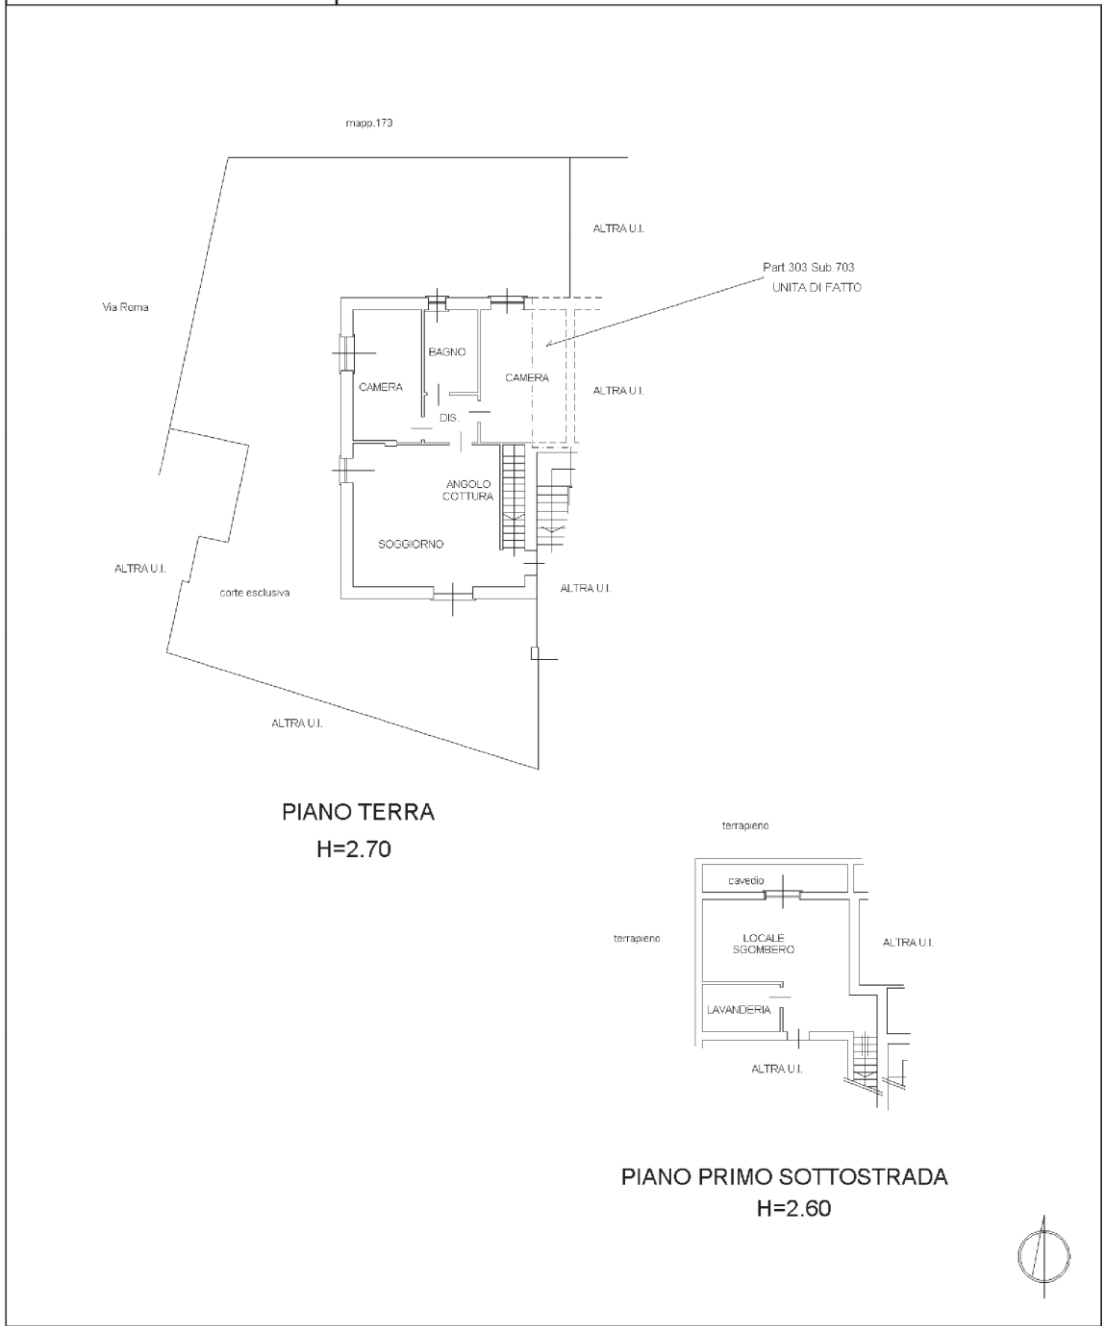 mapp.173
ALTRA U.I.
Part.303 Sub.703
UNITA DI FATTO
Via Roma
BAGNO
CAMERA
CAMERA
ALTRA U.I.
DIS.
ANGOLO
COTTURA
SOGGIORNO
ALTRA U.I.
corte esclusiva
ALTRA U.I.
ALTRA U.I.
PIANO TERRA
H=2.70
terrapieno
cavedio
terrapieno
LOCALE
SGOMBERO
ALTRA U.I.
LAVANDERIA
ALTRA U.I.
PIANO PRIMO SOTTOSTRADA
H=2.60